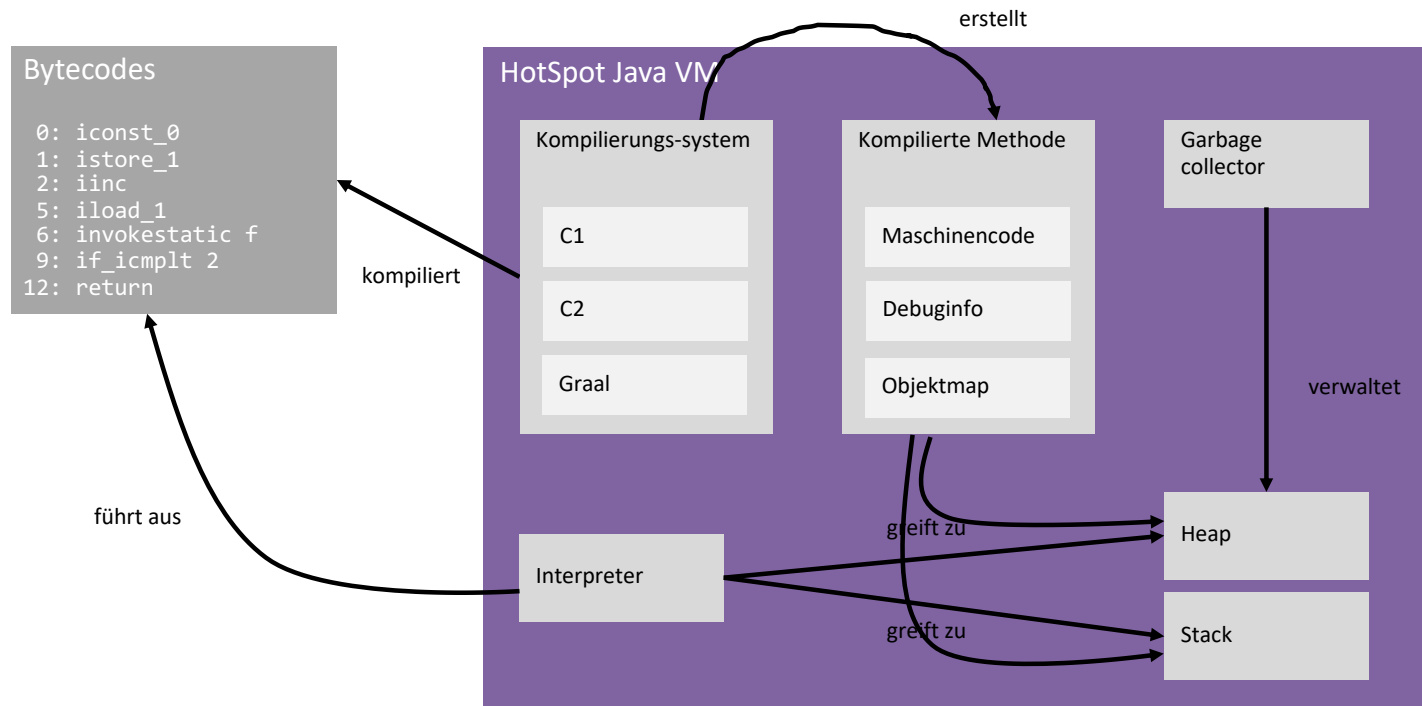 erstellt
Bytecodes
0: iconst_0
1: istore_1
2: iinc
5: iload_1
6: invokestatic f
9: if_icmplt 2
12: return
kompiliert
führt aus
HotSpot Java VM
Kompilierungs-system
C1
C2
Graal
Kompilierte Methode
Maschinencode
Debuginfo
Objektmap
Garbage
collector
verwaltet
Interpreter
greift zu
greift zu
Heap
Stack